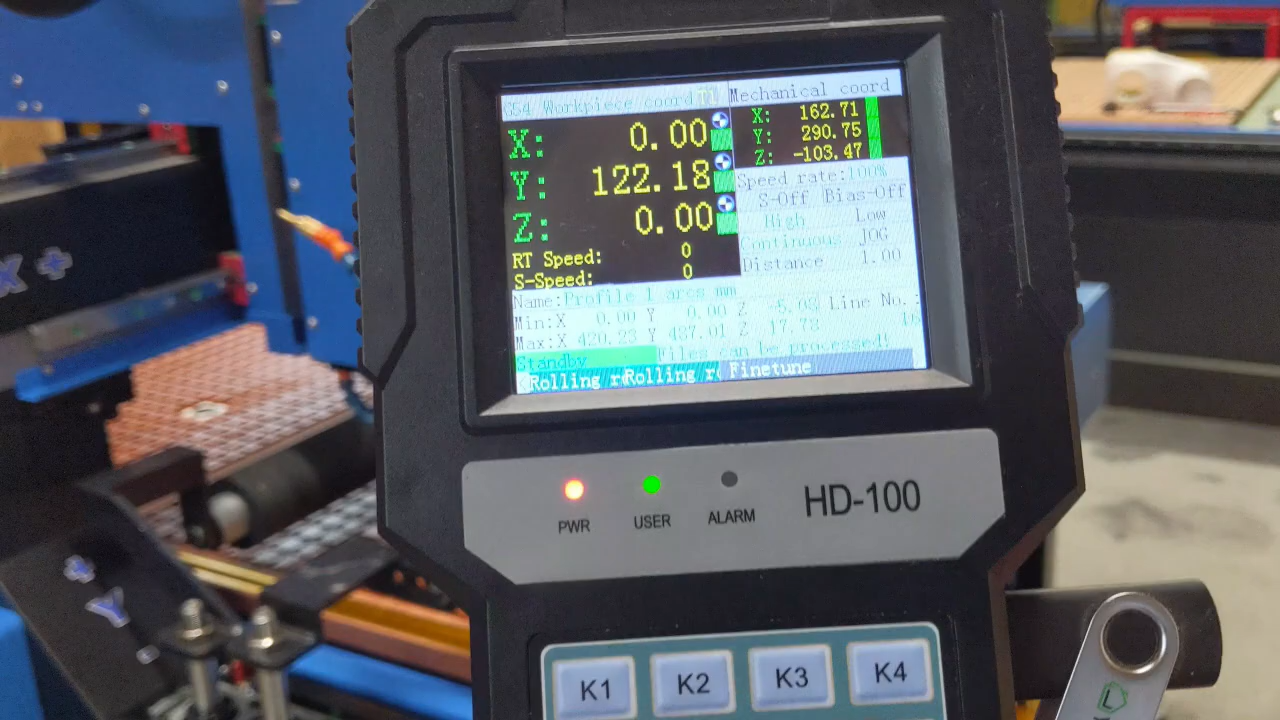 G54 Workpiece coord T1
Mechanical coord
X: 0.00
Y: 122.18
Z: 0.00
RT Speed: 0
S-Speed: 0
X: 162.71
Y: 290.75
Z: -103.47
Speed rate:100%
S-Off Bias-Off
High Low
Continuous JOG
Distance 1.00
Name:Profile 1 arcs mm
Min:X 0.00 Y 0.00 Z -5.08 Line No.:
Max:X 420.23 Y 437.01 Z 17.78 16
Standby Files can be processed!
Rolling r Rolling r Finetune
PWR USER ALARM HD-100
K1 K2 K3 K4
X +
+
Y
-
L